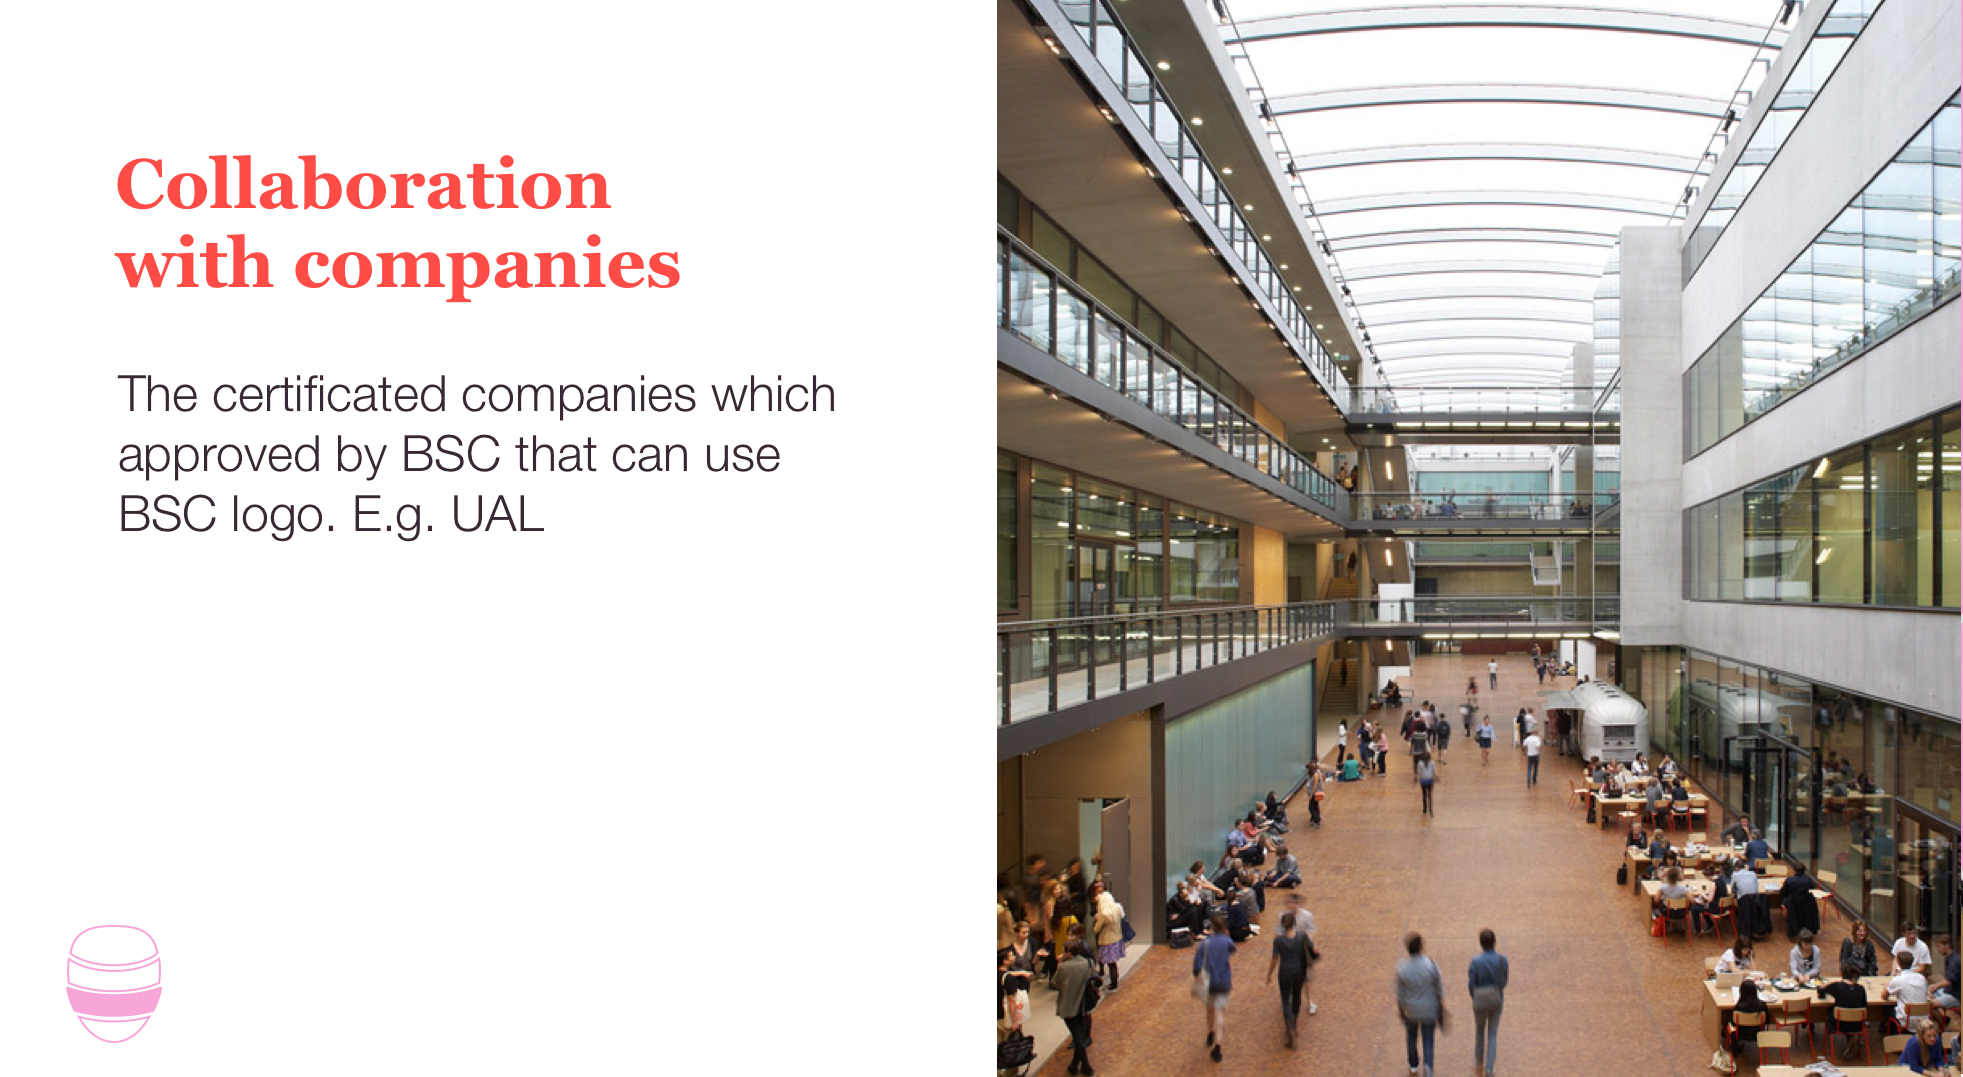 Collaboration
with companies
The certificated companies which
approved by BSC that can use
BSC logo. E.g. UAL